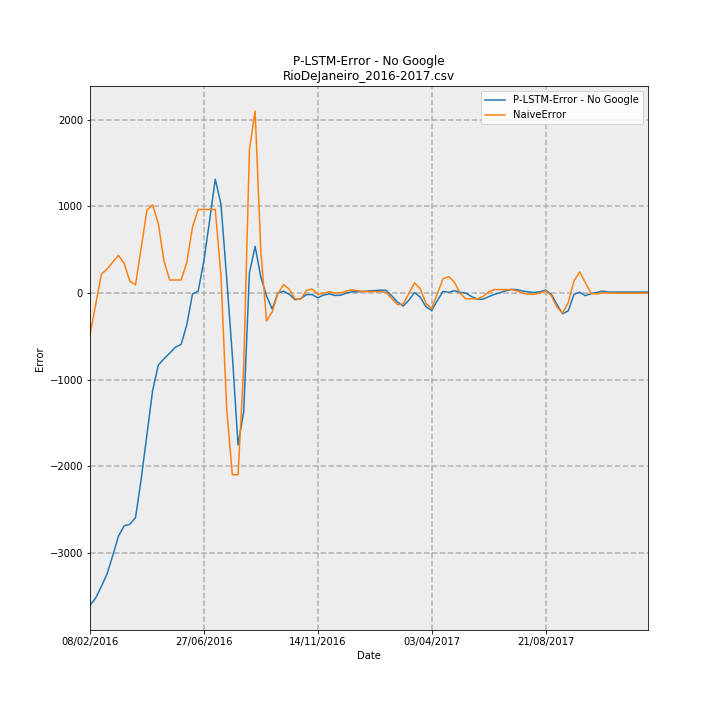 P-LSTM-Error - No Google
RioDeJaneiro_2016-2017.csv
P-LSTM-Error - No Google
NaiveError
2000
1000
0
−1000
−2000
−3000
Error
08/02/2016
27/06/2016
14/11/2016
03/04/2017
21/08/2017
Date